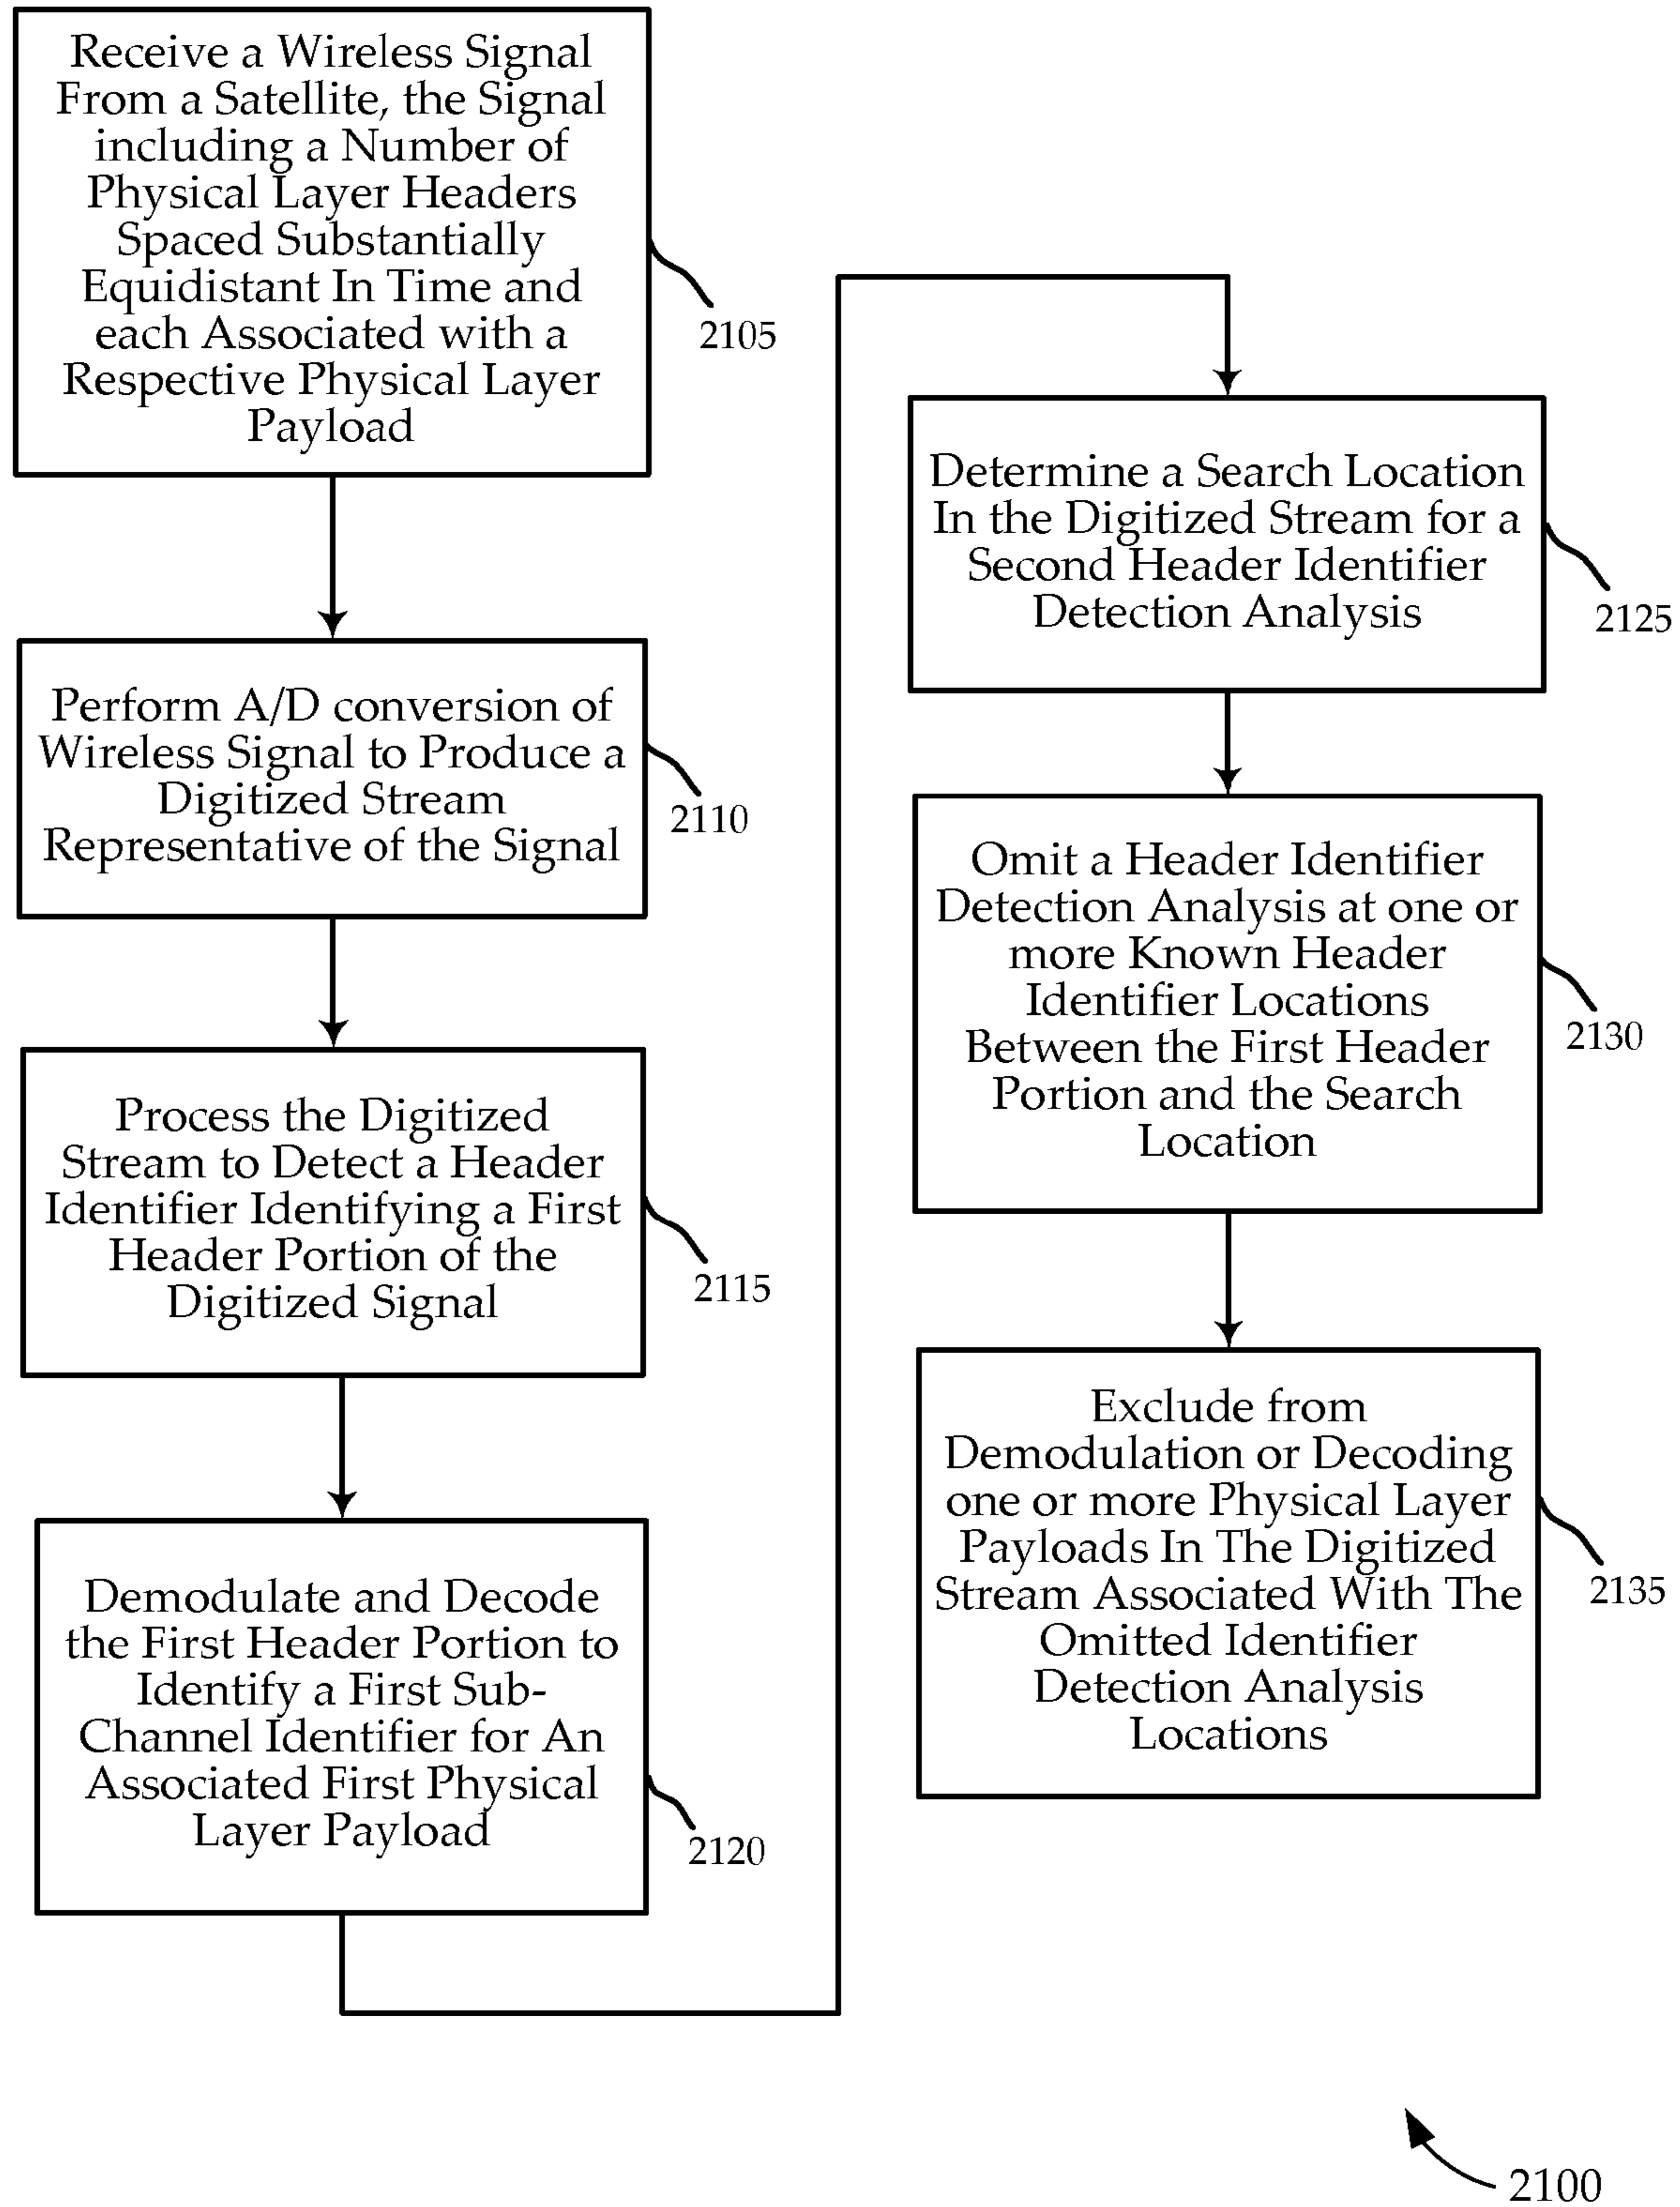 Receive a Wireless Signal
From a Satellite, the Signal
including a Number of
Physical Layer Headers
Spaced Substantially
Equidistant In Time and
each Associated with a
Respective Physical Layer
Payload
2105
Perform A/D conversion of
Wireless Signal to Produce a
Digitized Stream
Representative of the Signal
2110
Process the Digitized
Stream to Detect a Header
Identifier Identifying a First
Header Portion of the
Digitized Signal
2115
Demodulate and Decode
the First Header Portion to
Identify a First Sub-
Channel Identifier for An
Associated First Physical
Layer Payload
2120
Determine a Search Location
In the Digitized Stream for a
Second Header Identifier
Detection Analysis
2125
Omit a Header Identifier
Detection Analysis at one or
more Known Header
Identifier Locations
Between the First Header
Portion and the Search
Location
2130
Exclude from
Demodulation or Decoding
one or more Physical Layer
Payloads In The Digitized
Stream Associated With The
Omitted Identifier
Detection Analysis
Locations
2135
2100